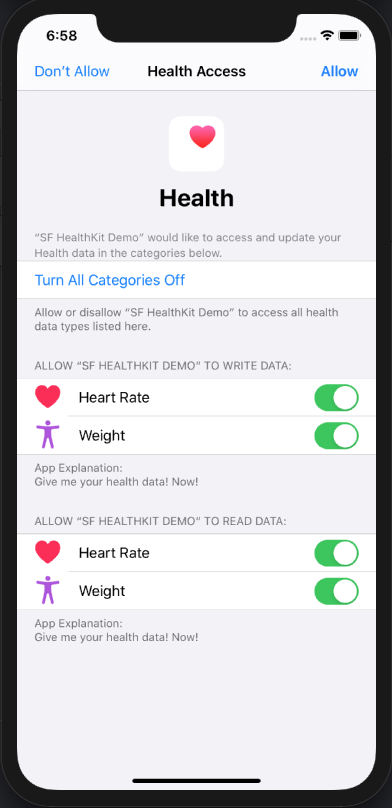 6:58
Don’t Allow Health Access Allow
Health
“SF HealthKit Demo” would like to access and update your
Health data in the categories below.
Turn All Categories Off
Allow or disallow “SF HealthKit Demo” to access all health
data types listed here.
ALLOW “SF HEALTHKIT DEMO” TO WRITE DATA:
Heart Rate
Weight
App Explanation:
Give me your health data! Now!
ALLOW “SF HEALTHKIT DEMO” TO READ DATA:
Heart Rate
Weight
App Explanation:
Give me your health data! Now!